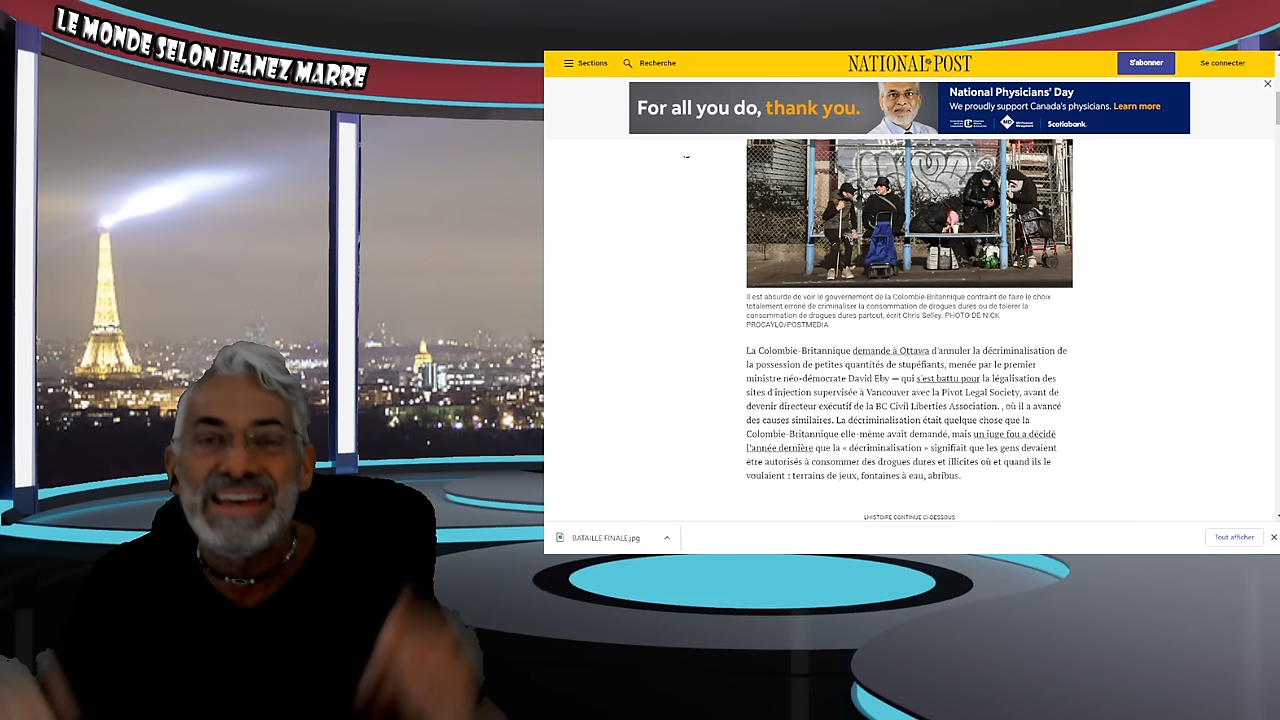 LE MONDE SELON JEANEZ MARRE
Sections
Recherche
NATIONAL POST
S'abonner
Se connecter
For all you do, thank you.
National Physicians' Day
We proudly support Canada's physicians. Learn more
Scotiabank.
Il est absurde de voir le gouvernement de la Colombie-Britannique contraint de faire le choix
totalement erroné de criminaliser la consommation de drogues dures ou de tolérer la
consommation de drogues dures partout, écrit Chris Selley. PHOTO DE NICK
PROCAYLO/POSTMEDIA
La Colombie-Britannique demande à Ottawa d'annuler la décriminalisation de
la possession de petites quantités de stupéfiants, menée par le premier
ministre néo-démocrate David Eby — qui s'est battu pour la légalisation des
sites d'injection supervisée à Vancouver avec la Pivot Legal Society, avant de
devenir directeur exécutif de la BC Civil Liberties Association. , où il a avancé
des causes similaires. La décriminalisation était quelque chose que la
Colombie-Britannique elle-même avait demandé, mais un juge fou a décidé
l'année dernière que la « décriminalisation » signifiait que les gens devaient
être autorisés à consommer des drogues dures et illicites où et quand ils le
voulaient : terrains de jeux, fontaines à eau, abribus.
L'HISTOIRE CONTINUE CI-DESSOUS
BATAILLE FINALE.jpg
Tout afficher